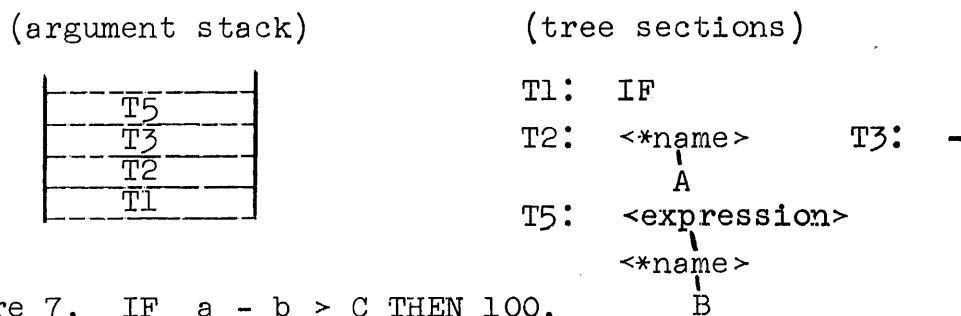 (argument stack) (tree sections)
T5
T3
T2
T1
T1: IF
T2: <*name> T3: -
A
T5: <expression>
<*name>
B
re 7. IF a - b > C THEN 100.